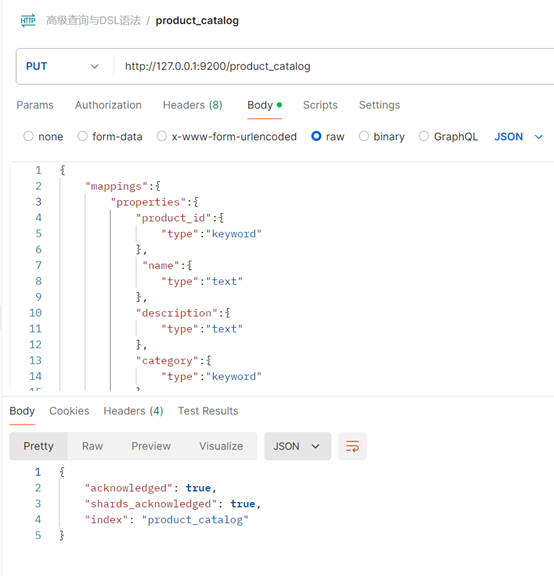 HTTP 高级查询与DSL语法 / product_catalog
PUT http://127.0.0.1:9200/product_catalog
Params Authorization Headers (8) Body Scripts Settings
none form-data x-www-form-urlencoded raw binary GraphQL JSON
1 {
2 "mappings":{
3 "properties":{
4 "product_id":{
5 "type":"keyword"
6 },
7 "name":{
8 "type":"text"
9 },
10 "description":{
11 "type":"text"
12 },
13 "category":{
14 "type":"keyword"
Body Cookies Headers (4) Test Results
Pretty Raw Preview Visualize JSON
1 {
2 "acknowledged": true,
3 "shards_acknowledged": true,
4 "index": "product_catalog"
5 }